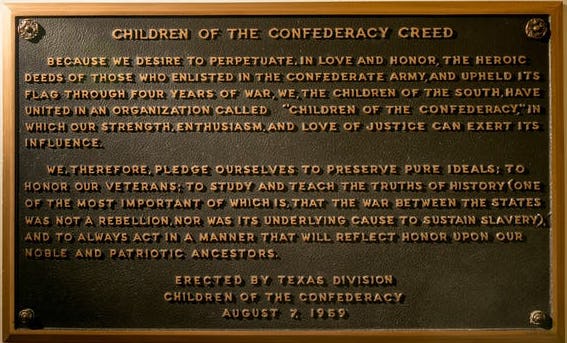 CHILDREN OF THE CONFEDERACY CREED
BECAUSE WE DESIRE TO PERPETUATE, IN LOVE AND HONOR, THE HEROIC
DEEDS OF THOSE WHO ENLISTED IN THE CONFEDERATE ARMY, AND UPHELD ITS
FLAG THROUGH FOUR YEARS OF WAR, WE, THE CHILDREN OF THE SOUTH, HAVE
UNITED IN AN ORGANIZATION CALLED "CHILDREN OF THE CONFEDERACY," IN
WHICH OUR STRENGTH, ENTHUSIASM, AND LOVE OF JUSTICE CAN EXERT ITS
INFLUENCE.
WE, THEREFORE, PLEDGE OURSELVES TO PRESERVE PURE IDEALS; TO
HONOR OUR VETERANS; TO STUDY AND TEACH THE TRUTHS OF HISTORY (ONE
OF THE MOST IMPORTANT OF WHICH IS, THAT THE WAR BETWEEN THE STATES
WAS NOT A REBELLION, NOR WAS ITS UNDERLYING CAUSE TO SUSTAIN SLAVERY),
AND TO ALWAYS ACT IN A MANNER THAT WILL REFLECT HONOR UPON OUR
NOBLE AND PATRIOTIC ANCESTORS.
ERECTED BY TEXAS DIVISION
CHILDREN OF THE CONFEDERACY
AUGUST 7, 1959